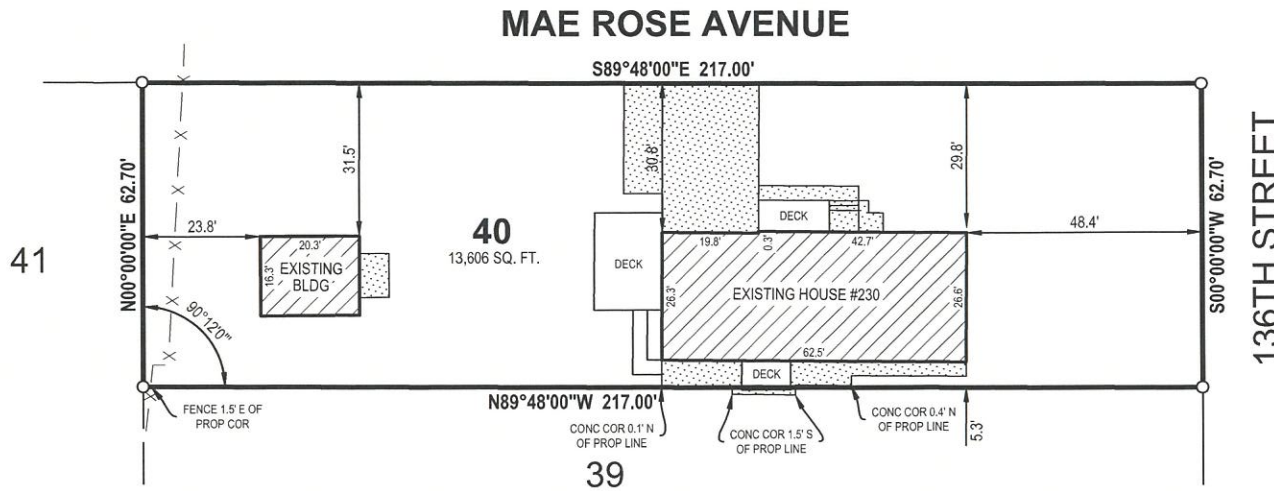 MAE ROSE AVENUE
S89°48'00"E 217.00'
N00°00'00"E 62.70'
S00°00'00"W 62.70'
136TH STREET
41
31.5'
30.8'
29.8'
23.8'
48.4'
40
13,606 SQ. FT.
20.3'
16.3'
EXISTING
BLDG
DECK
DECK
19.8'
0.3'
42.7'
26.3'
EXISTING HOUSE #230
26.6'
62.5'
DECK
90°12'0"'
X
X
X
X
X
X
X
X
N89°48'00"W 217.00'
FENCE 1.5' E OF
PROP COR
CONC COR 0.1' N
OF PROP LINE
CONC COR 1.5' S
OF PROP LINE
CONC COR 0.4' N
OF PROP LINE
5.3'
39